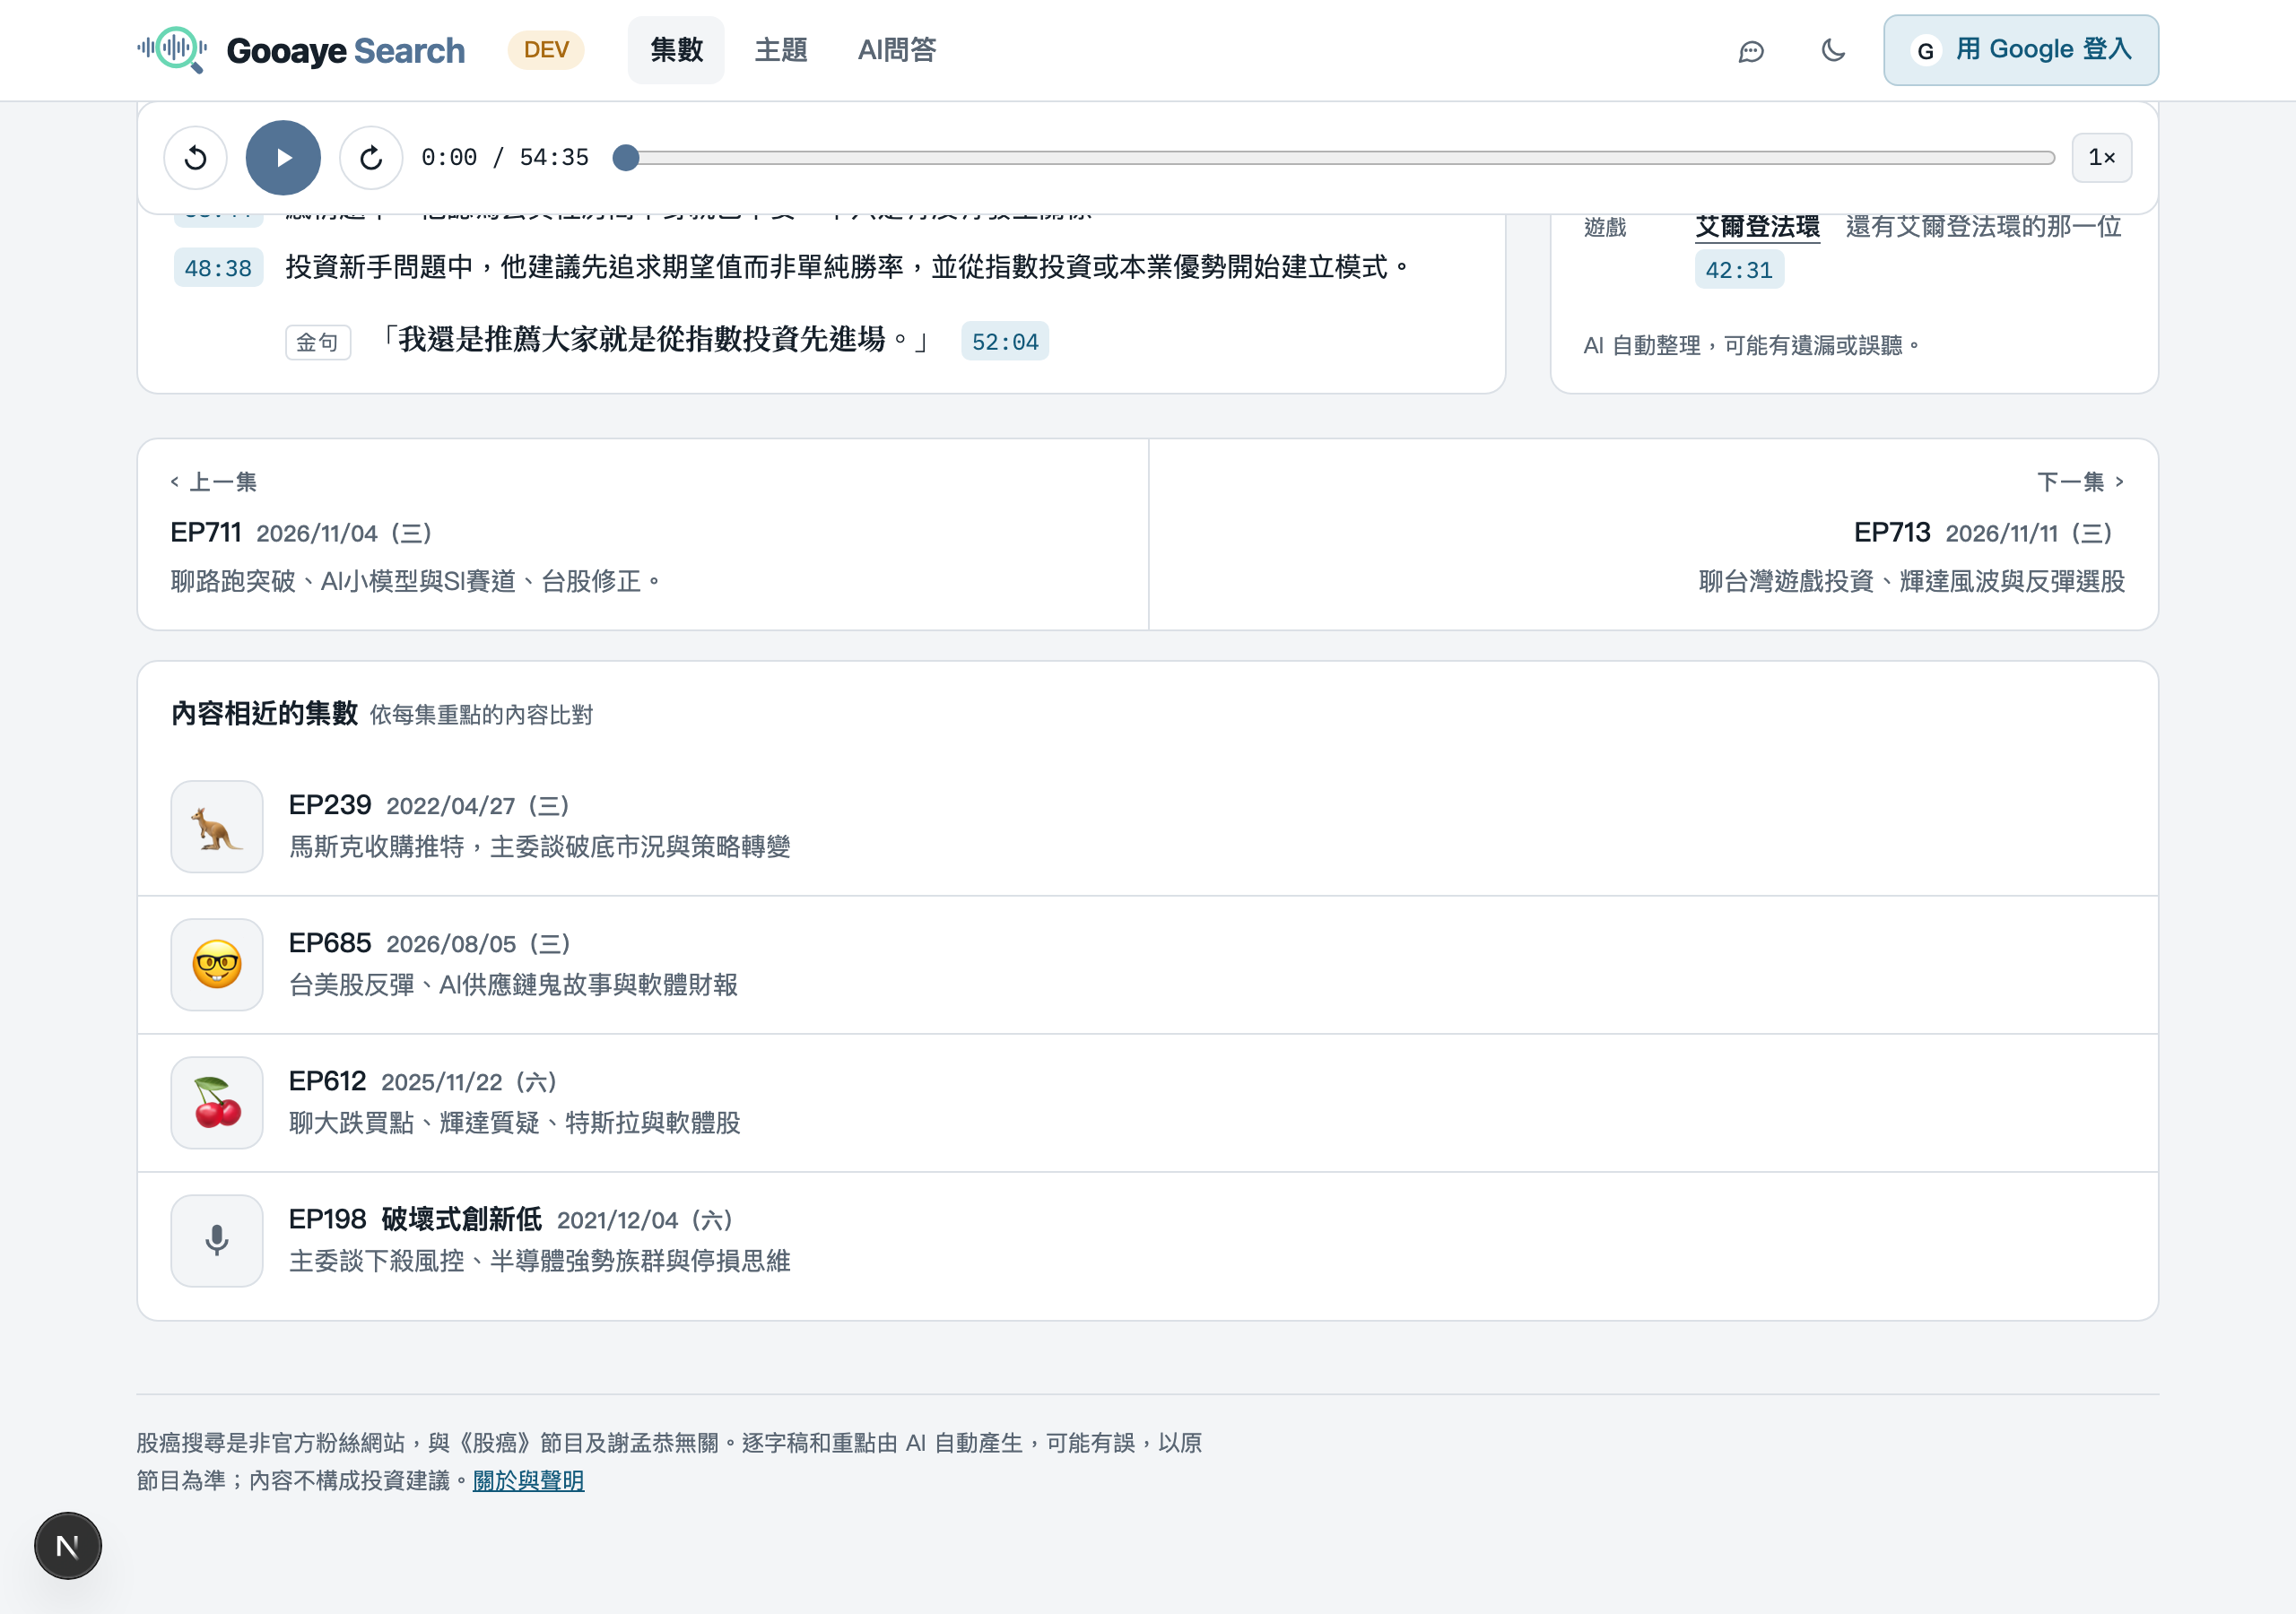 Gooaye Search
DEV
集數
主題
AI問答
G 用 Google 登入
0:00 / 54:35
1×
48:38 投資新手問題中，他建議先追求期望值而非單純勝率，並從指數投資或本業優勢開始建立模式。
金句 「我還是推薦大家就是從指數投資先進場。」 52:04
遊戲 艾爾登法環 還有艾爾登法環的那一位
42:31
AI 自動整理，可能有遺漏或誤聽。
‹ 上一集
EP711 2026/11/04（三）
聊路跑突破、AI小模型與SI賽道、台股修正。
下一集 ›
EP713 2026/11/11（三）
聊台灣遊戲投資、輝達風波與反彈選股
內容相近的集數 依每集重點的內容比對
EP239 2022/04/27（三）
馬斯克收購推特，主委談破底市況與策略轉變
EP685 2026/08/05（三）
台美股反彈、AI供應鏈鬼故事與軟體財報
EP612 2025/11/22（六）
聊大跌買點、輝達質疑、特斯拉與軟體股
EP198 破壞式創新低 2021/12/04（六）
主委談下殺風控、半導體強勢族群與停損思維
股癌搜尋是非官方粉絲網站，與《股癌》節目及謝孟恭無關。逐字稿和重點由 AI 自動產生，可能有誤，以原
節目為準；內容不構成投資建議。關於與聲明
N